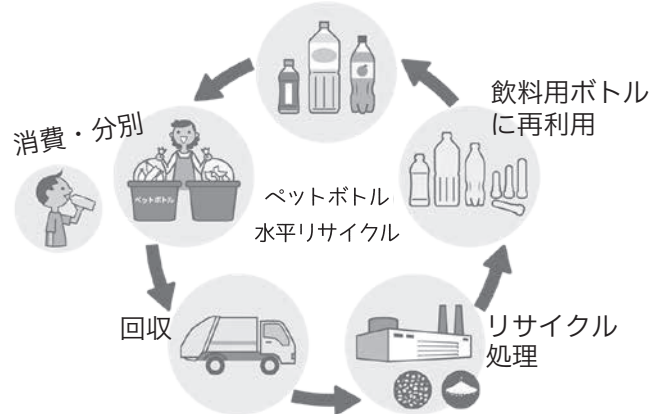 飲料用ボトル
に再利用
消費・分別
ペットボトル
ペットボトル
水平リサイクル
回収
リサイクル
処理